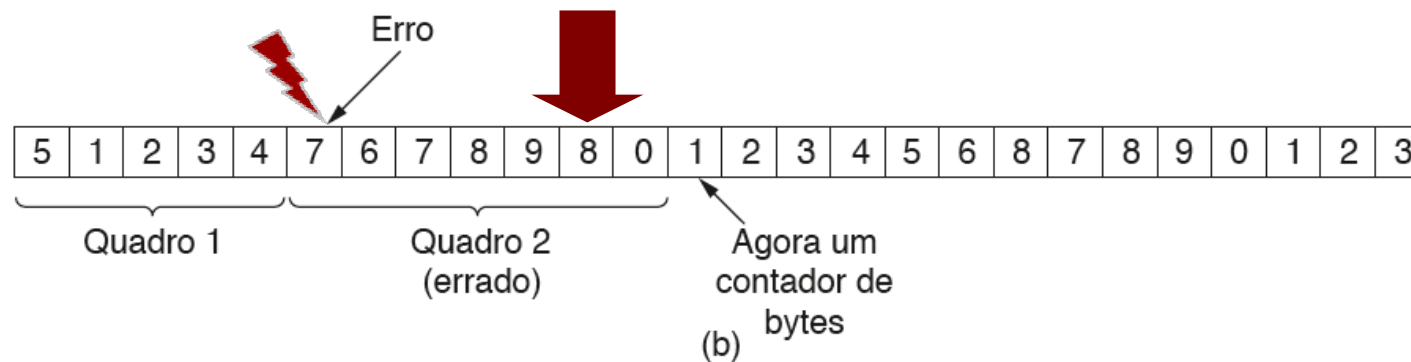 Erro
5 1 2 3 4 7 6 7 8 9 8 0 1 2 3 4 5 6 8 7 8 9 0 1 2 3
Quadro 1
Quadro 2
(errado)
Agora um
contador de
bytes
(b)